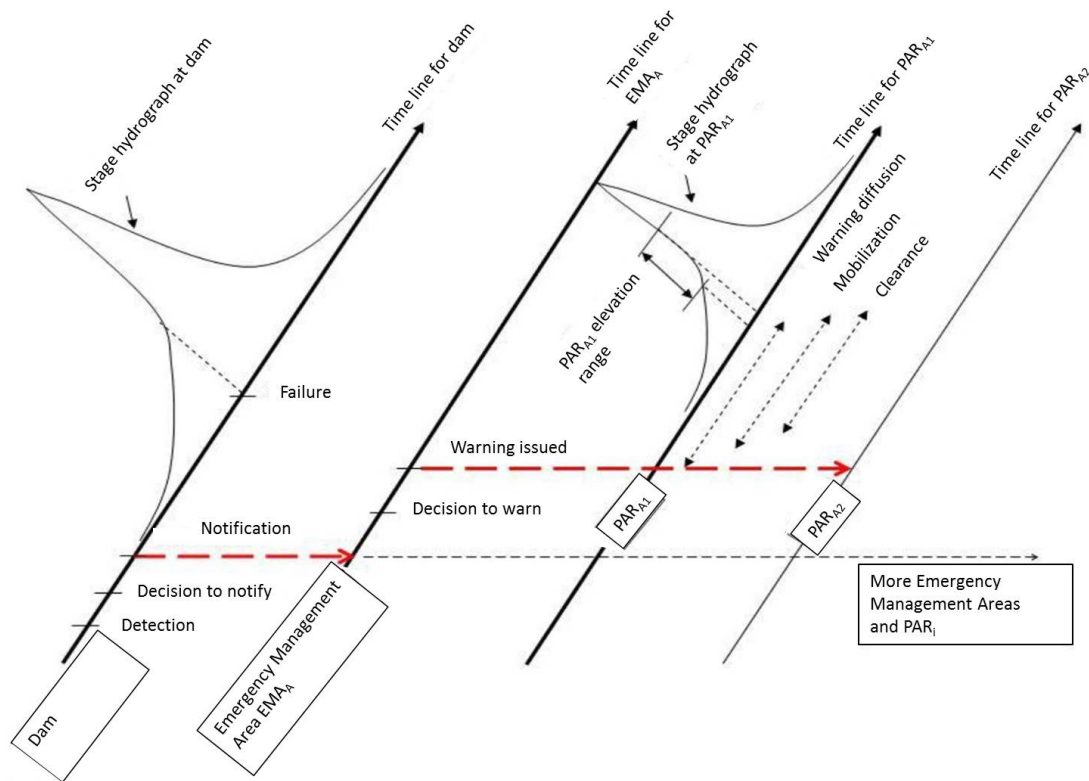 Stage hydrograph at dam
Time line for dam
Time line for
EMA_A
Stage hydrograph
at PAR_A1
Time line for PAR_A1
Time line for PAR_A2
Warning diffusion
Mobilization
Clearance
PAR_A1 elevation
range
Failure
Warning issued
PAR_A1
PAR_A2
Decision to warn
Notification
Decision to notify
Detection
More Emergency
Management Areas
and PAR_i
Dam
Emergency Management
Area EMA_A